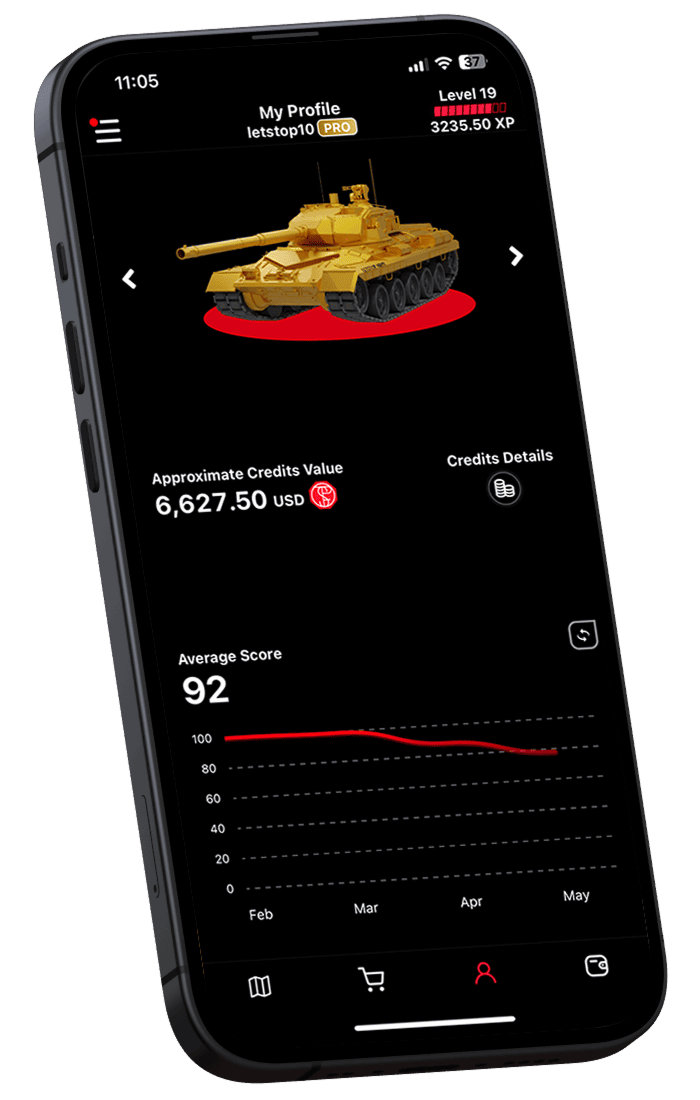 11:05
37
My Profile
letstop10 PRO
Level 19
3235.50 XP
Approximate Credits Value
6,627.50 USD
Credits Details
Average Score
92
100
80
60
40
20
0
Feb Mar Apr May